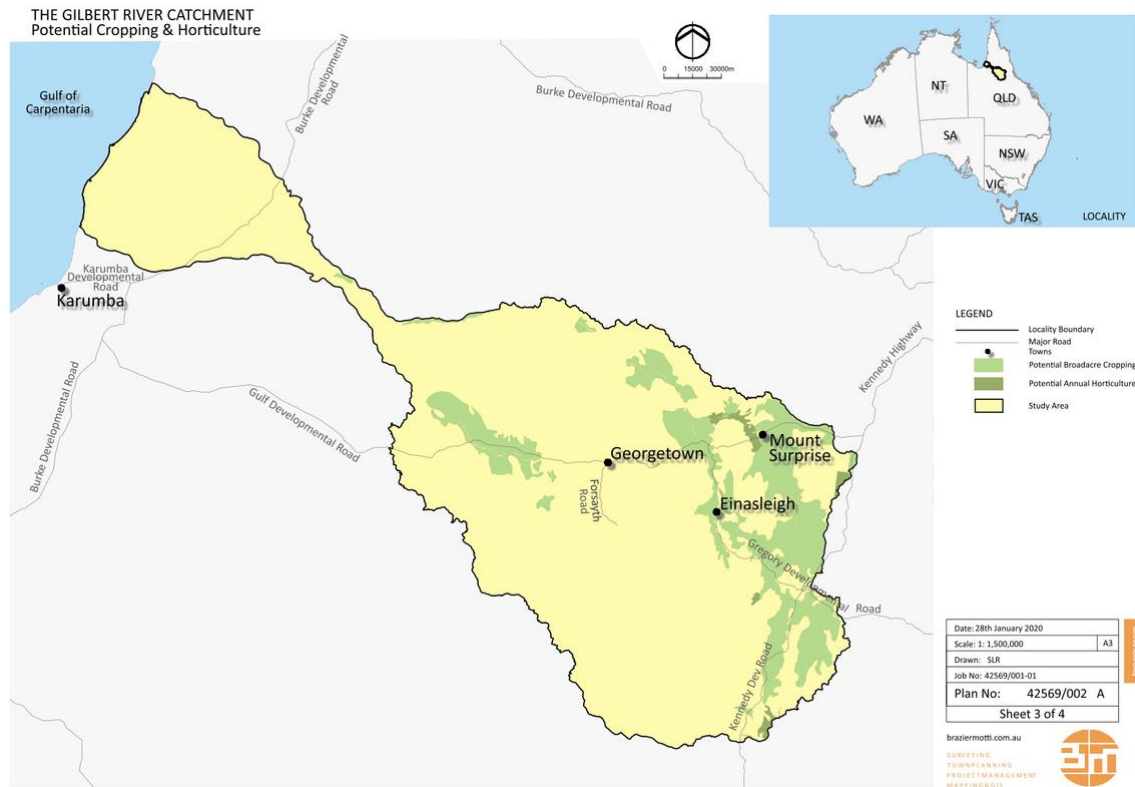 THE GILBERT RIVER CATCHMENT
Potential Cropping & Horticulture
0 15000 30000m
Gulf of
Carpentaria
Burke Developmental
Road
Burke Developmental Road
WA
NT
QLD
SA
NSW
VIC
TAS
LOCALITY
Karumba
Developmental
Road
Karumba
Burke Developmental Road
Gulf Developmental Road
Kennedy Highway
Georgetown
Forsayth
Road
Mount
Surprise
Einasleigh
Gregory Developmental Road
Kennedy Dev Road
LEGEND
Locality Boundary
Major Road
Towns
Potential Broadacre Cropping
Potential Annual Horticulture
Study Area
Date: 28th January 2020
Scale: 1: 1,500,000 A3
Drawn: SLR
Job No: 42569/001-01
Plan No: 42569/002 A
Sheet 3 of 4
braziermotti.com.au
SURVEYING
TOWNPLANNING
PROJECTMANAGEMENT
MAPPING&GIS